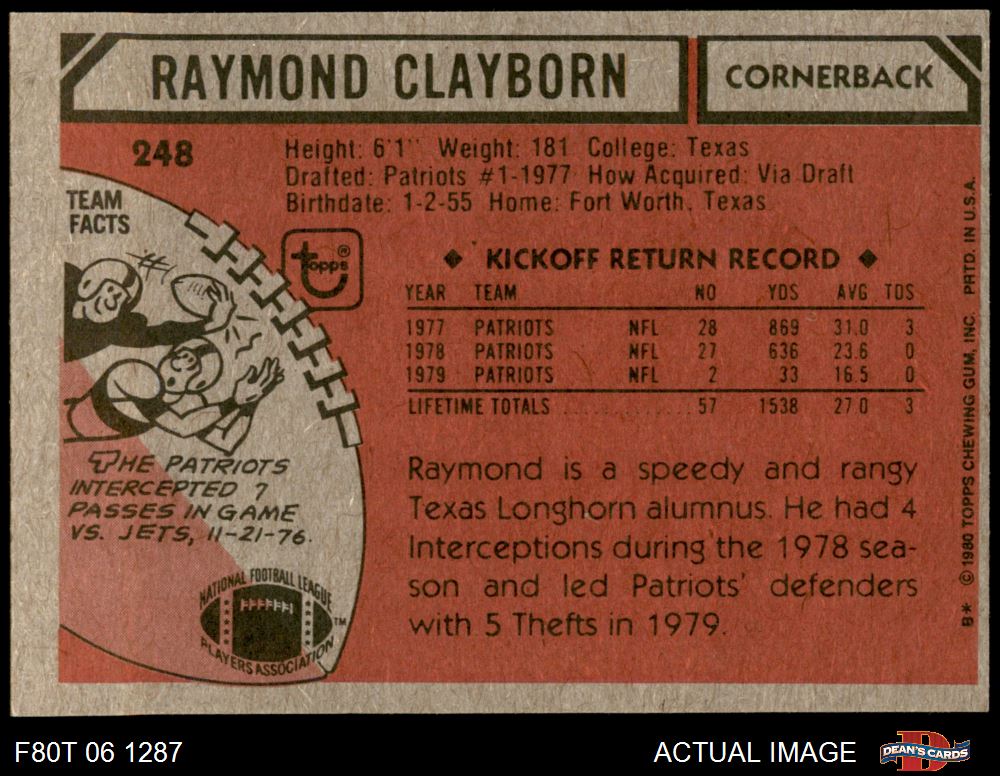 RAYMOND CLAYBORN
CORNERBACK
248
Height: 6'1" Weight: 181 College: Texas
Drafted: Patriots #1-1977 How Acquired: Via Draft
Birthdate: 1-2-55 Home: Fort Worth, Texas
TEAM
FACTS
topps®
◆ KICKOFF RETURN RECORD ◆
YEAR TEAM NO YDS AVG TDS
1977 PATRIOTS NFL 28 869 31.0 3
1978 PATRIOTS NFL 27 636 23.6 0
1979 PATRIOTS NFL 2 33 16.5 0
LIFETIME TOTALS 57 1538 27.0 3
THE PATRIOTS
INTERCEPTED 7
PASSES IN GAME
VS. JETS, 11-21-76.
NATIONAL FOOTBALL LEAGUE
PLAYERS ASSOCIATION
TM
Raymond is a speedy and rangy
Texas Longhorn alumnus. He had 4
Interceptions during the 1978 sea-
son and led Patriots' defenders
with 5 Thefts in 1979.
B* © 1980 TOPPS CHEWING GUM, INC. PRTD. IN U.S.A.
F80T 06 1287
ACTUAL IMAGE
D
DEAN'S CARDS